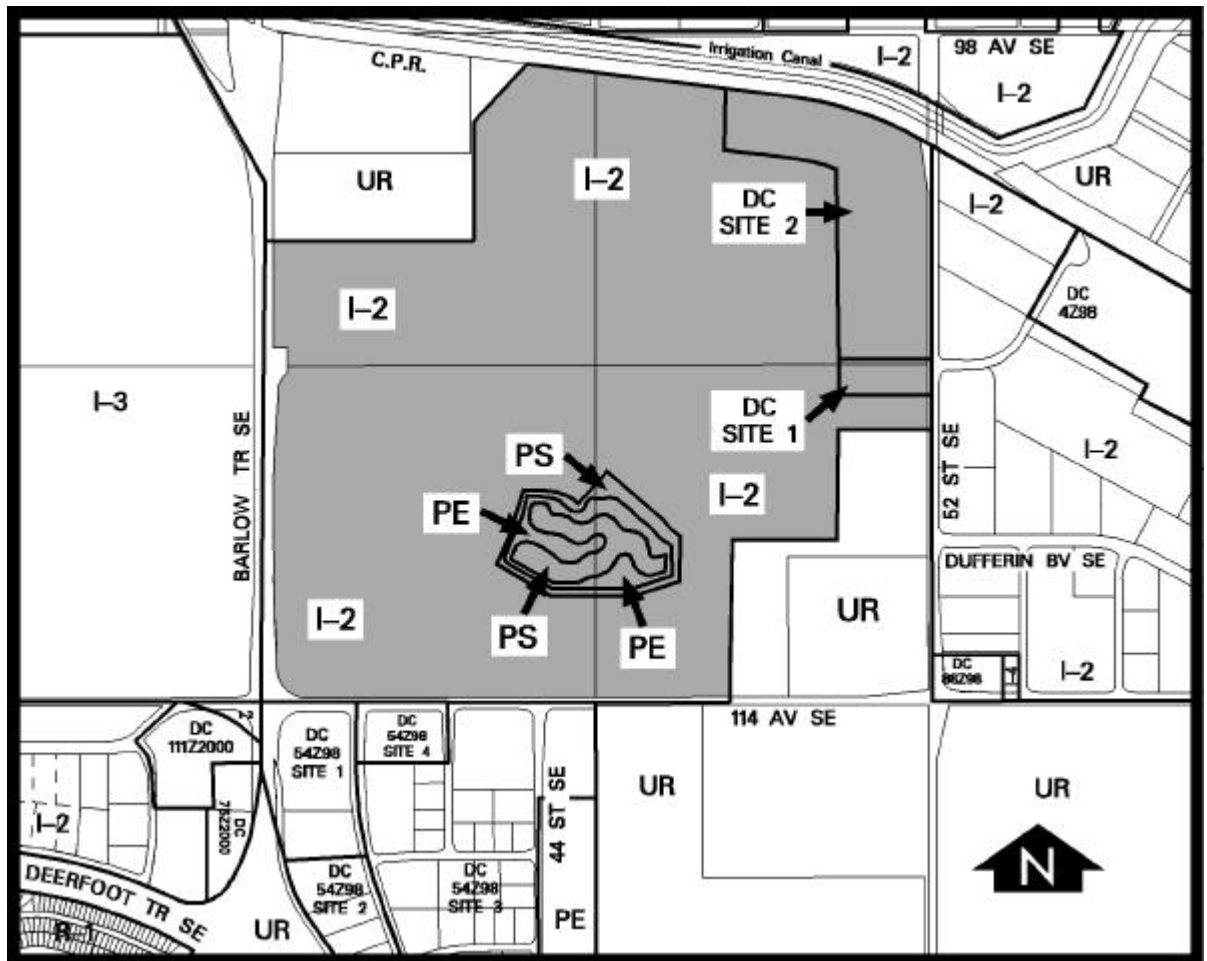 98 AV SE
Irrigation Canal
I–2
C.P.R.
I–2
UR
I–2
UR
DC
SITE 2
I–2
I–2
DC
4Z98
I–3
DC
SITE 1
BARLOW TR SE
52 ST SE
I–2
PS
I–2
PE
DUFFERIN BV SE
I–2
UR
PS
PE
DC
88Z98
I–2
114 AV SE
DC
111Z2000
DC
54Z98
SITE 1
DC
54Z98
SITE 4
44 ST SE
UR
UR
I–2
DC
75Z2000
DEERFOOT TR SE
DC
54Z98
SITE 2
DC
54Z98
SITE 3
R–1
UR
PE
N